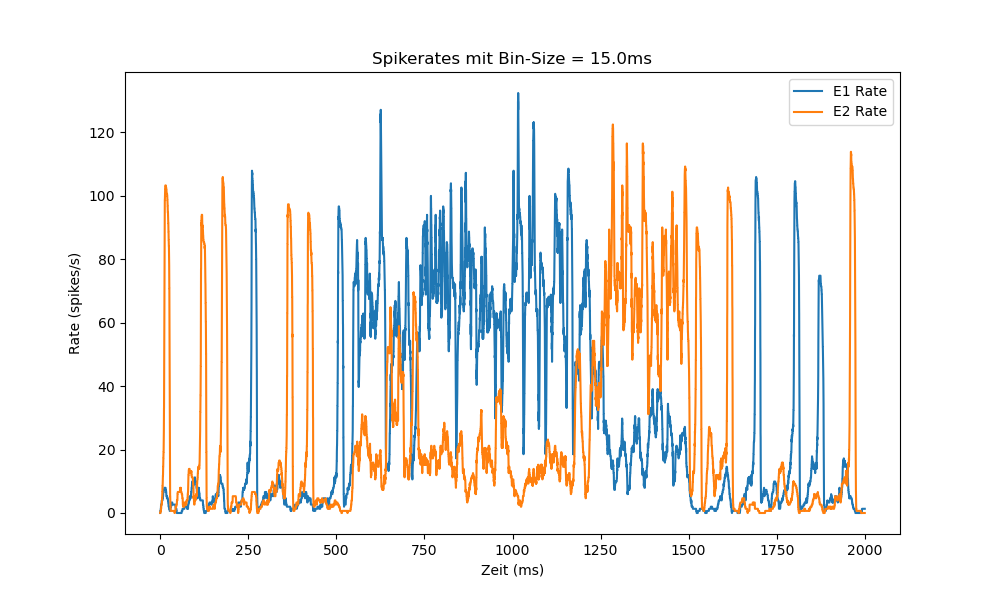 Spikerates mit Bin-Size = 15.0ms
E1 Rate
E2 Rate
Rate (spikes/s)
120
100
80
60
40
20
0
0 250 500 750 1000 1250 1500 1750 2000
Zeit (ms)